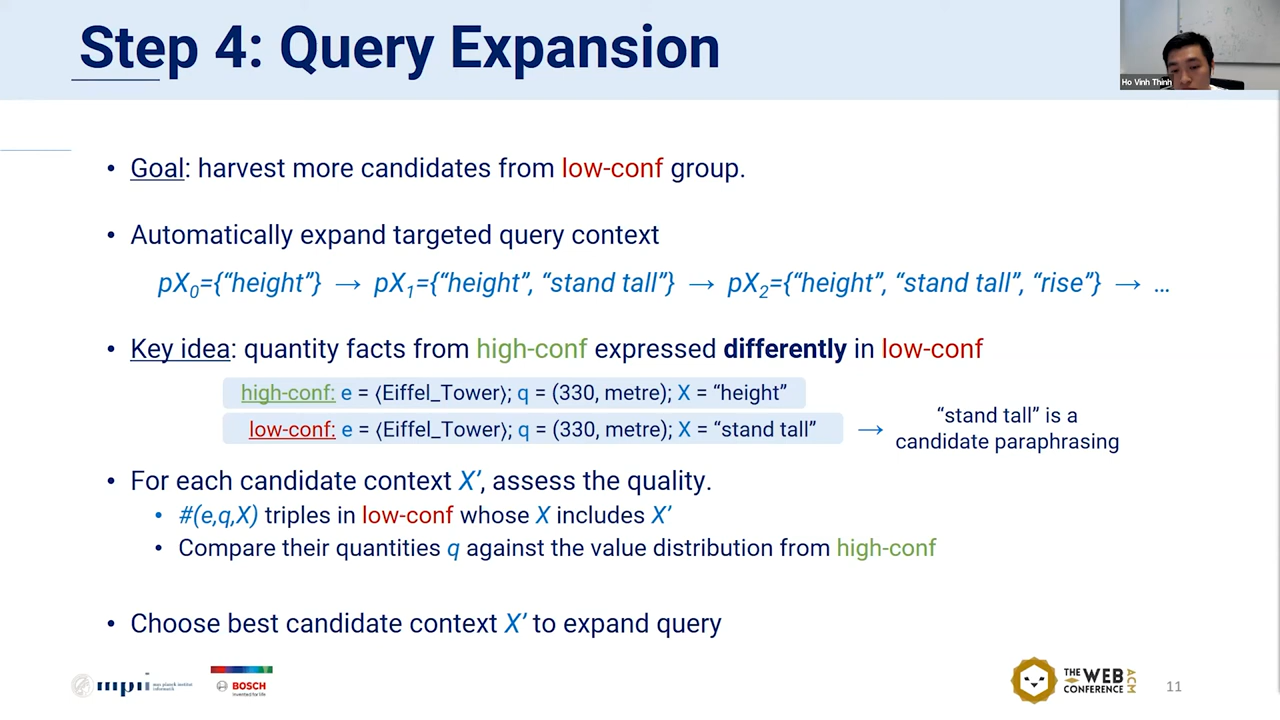 Step 4: Query Expansion
Ho Vinh Thinh
• Goal: harvest more candidates from low-conf group.
• Automatically expand targeted query context
pX0={“height”} → pX1={“height”, “stand tall”} → pX2={“height”, “stand tall”, “rise”} → ...
• Key idea: quantity facts from high-conf expressed differently in low-conf
high-conf: e = ⟨Eiffel_Tower⟩; q = (330, metre); X = “height”
low-conf: e = ⟨Eiffel_Tower⟩; q = (330, metre); X = “stand tall”
→
“stand tall” is a
candidate paraphrasing
• For each candidate context X’, assess the quality.
• #(e,q,X) triples in low-conf whose X includes X’
• Compare their quantities q against the value distribution from high-conf
• Choose best candidate context X’ to expand query
mpii
max planck institut
informatik
BOSCH
Invented for life
THE WEB
CONFERENCE
ACM
11